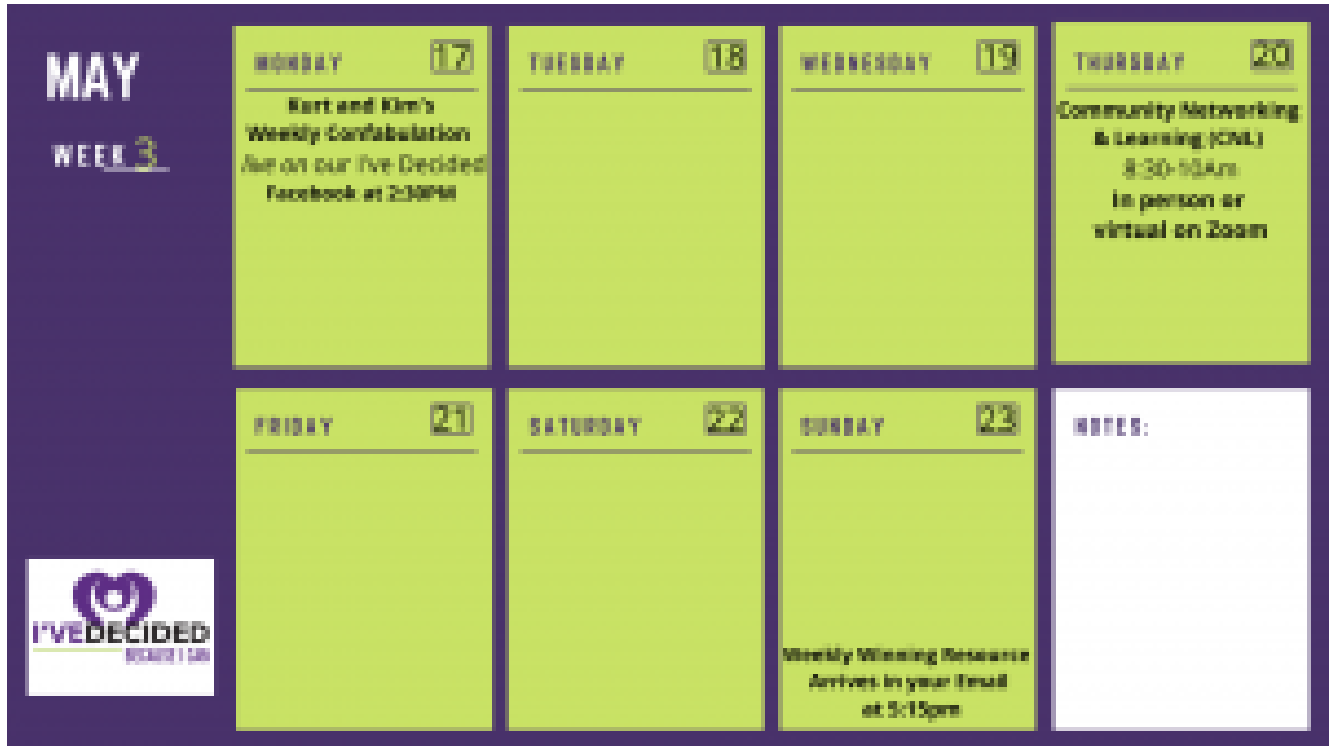 MAY
WEEK 3
MONDAY 17
Kurt and Kim's
Weekly Confabulation
live on our I've Decided
Facebook at 2:30PM
TUESDAY 18
WEDNESDAY 19
THURSDAY 20
Community Networking
& Learning (CNL)
8:30-10Am
in person or
virtual on Zoom
FRIDAY 21
SATURDAY 22
SUNDAY 23
Weekly Winning Resource
Arrives in your Email
at 5:15pm
NOTES:
I'VEDECIDED
BECAUSE I CAN